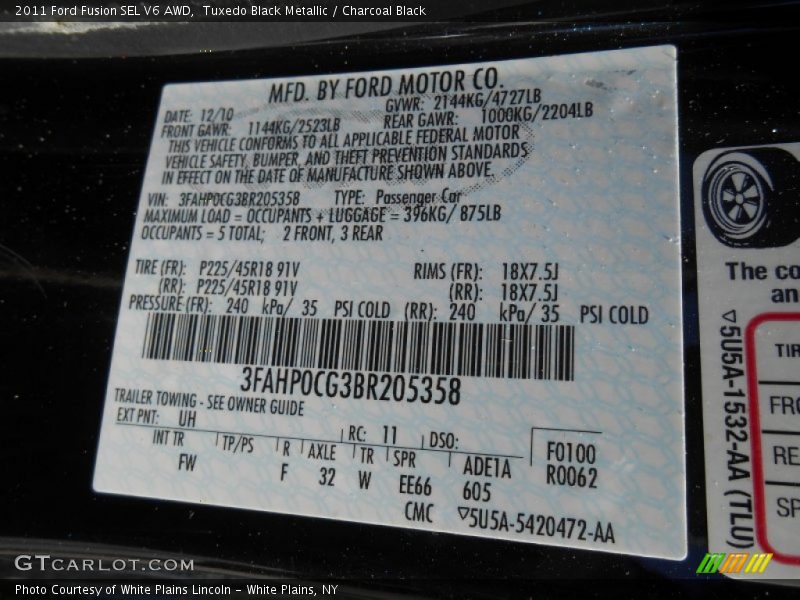 2011 Ford Fusion SEL V6 AWD,  Tuxedo Black Metallic / Charcoal Black
MFD. BY FORD MOTOR CO.
DATE: 12/10 GVWR: 2144KG/4727LB
FRONT GAWR: 1144KG/2523LB REAR GAWR: 1000KG/2204LB
THIS VEHICLE CONFORMS TO ALL APPLICABLE FEDERAL MOTOR
VEHICLE SAFETY, BUMPER, AND THEFT PREVENTION STANDARDS
IN EFFECT ON THE DATE OF MANUFACTURE SHOWN ABOVE.
VIN: 3FAHP0CG3BR205358 TYPE: Passenger Car
MAXIMUM LOAD = OCCUPANTS + LUGGAGE = 396KG/ 875LB
OCCUPANTS = 5 TOTAL; 2 FRONT, 3 REAR
TIRE (FR): P225/45R18 91V RIMS (FR): 18X7.5J
(RR): P225/45R18 91V (RR): 18X7.5J
PRESSURE (FR): 240 kPa/ 35 PSI COLD (RR): 240 kPa/ 35 PSI COLD
3FAHP0CG3BR205358
TRAILER TOWING - SEE OWNER GUIDE
EXT PNT: UH RC: 11 DSO: F0100
INT TR TP/PS R AXLE TR SPR ADE1A R0062
FW F 32 W EE66 605
CMC ▽5U5A-5420472-AA
The co
an
TIR
FRO
RE
SP
▽5U5A-1532-AA (TLU)
GTCARLOT.COM
Photo Courtesy of White Plains Lincoln - White Plains, NY